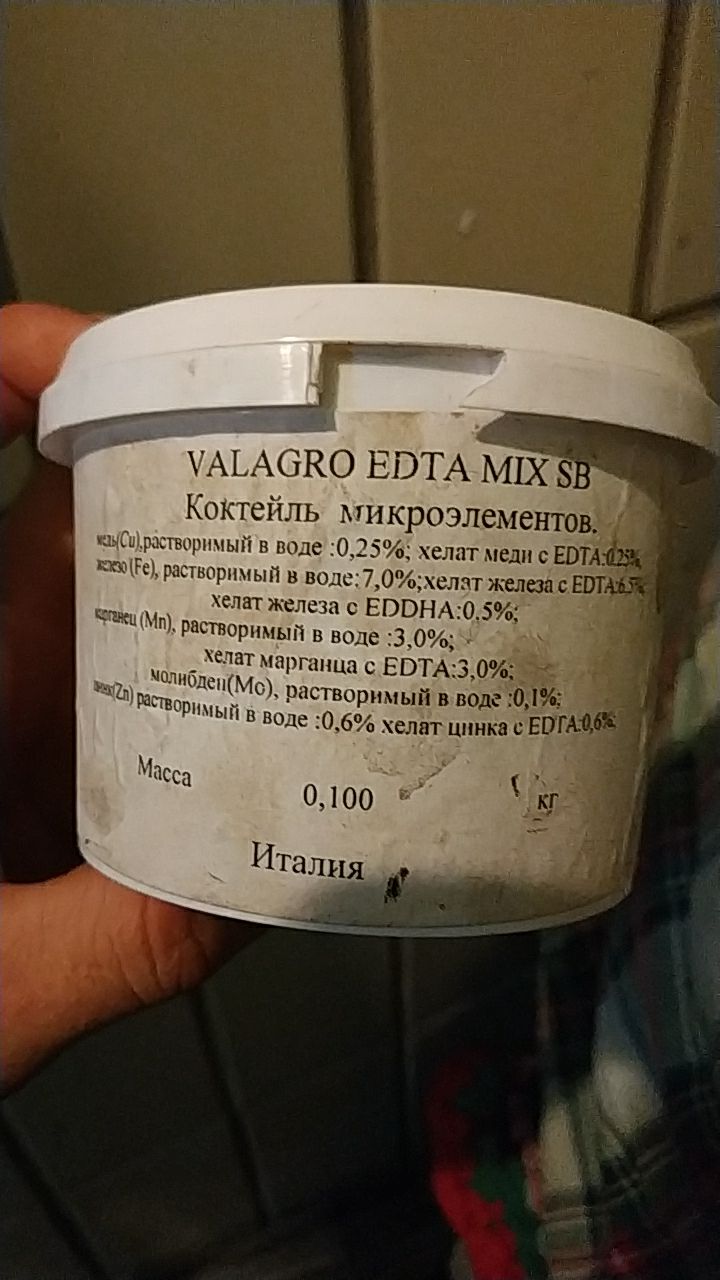 VALAGRO EDTA MIX SB
Коктейль микроэлементов.
медь(Cu),растворимый в воде :0,25%; хелат меди с EDTA:0.25%,
железо (Fe), растворимый в воде:7,0%;хелат железа с EDTA:6.5%
хелат железа с EDDHA:0.5%;
марганец (Mn), растворимый в воде :3,0%;
хелат марганца с EDTA:3,0%;
молибден(Mo), растворимый в воде :0,1%;
цинк(Zn) растворимый в воде :0,6% хелат цинка с EDTA:0,6%;
Масса 0,100 кг
Италия